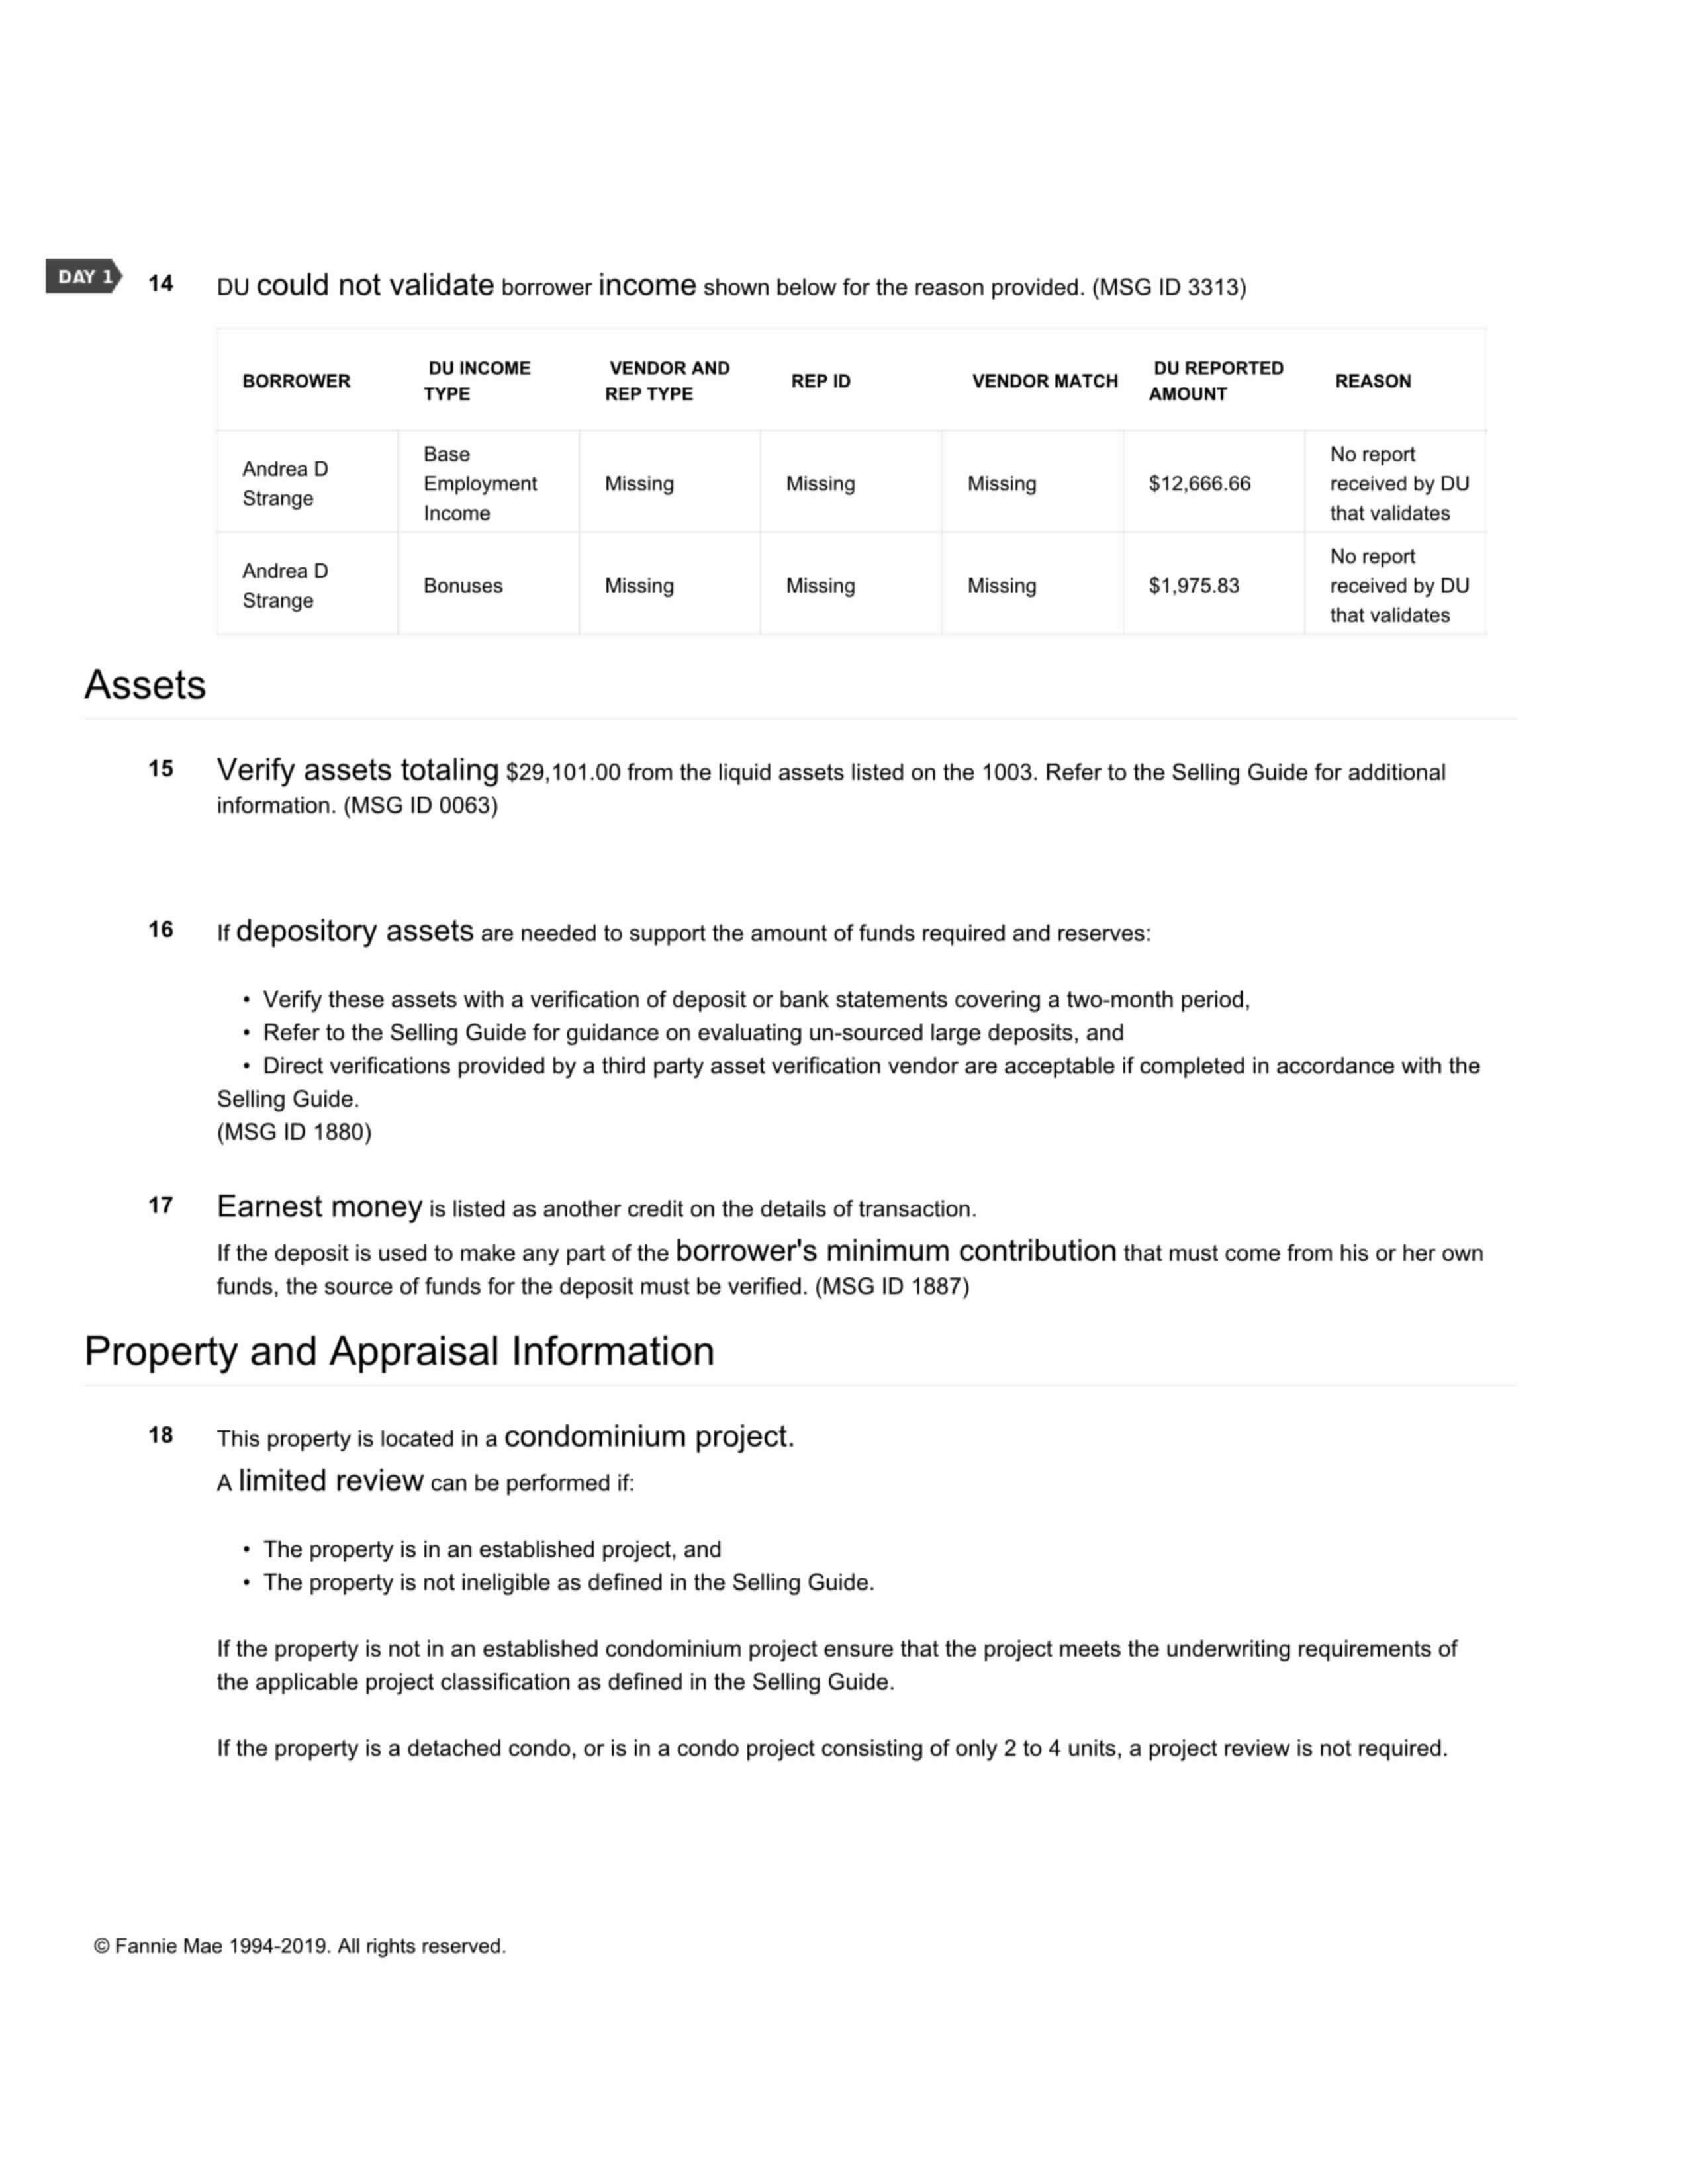 DAY 1
14 DU could not validate borrower income shown below for the reason provided. (MSG ID 3313)
BORROWER DU INCOME TYPE VENDOR AND REP TYPE REP ID VENDOR MATCH DU REPORTED AMOUNT REASON
Andrea D Strange Base Employment Income Missing Missing Missing $12,666.66 No report received by DU that validates
Andrea D Strange Bonuses Missing Missing Missing $1,975.83 No report received by DU that validates
Assets
15 Verify assets totaling $29,101.00 from the liquid assets listed on the 1003. Refer to the Selling Guide for additional
information. (MSG ID 0063)
16 If depository assets are needed to support the amount of funds required and reserves:
• Verify these assets with a verification of deposit or bank statements covering a two-month period,
• Refer to the Selling Guide for guidance on evaluating un-sourced large deposits, and
• Direct verifications provided by a third party asset verification vendor are acceptable if completed in accordance with the
Selling Guide.
(MSG ID 1880)
17 Earnest money is listed as another credit on the details of transaction.
If the deposit is used to make any part of the borrower's minimum contribution that must come from his or her own
funds, the source of funds for the deposit must be verified. (MSG ID 1887)
Property and Appraisal Information
18 This property is located in a condominium project.
A limited review can be performed if:
• The property is in an established project, and
• The property is not ineligible as defined in the Selling Guide.
If the property is not in an established condominium project ensure that the project meets the underwriting requirements of
the applicable project classification as defined in the Selling Guide.
If the property is a detached condo, or is in a condo project consisting of only 2 to 4 units, a project review is not required.
© Fannie Mae 1994-2019. All rights reserved.